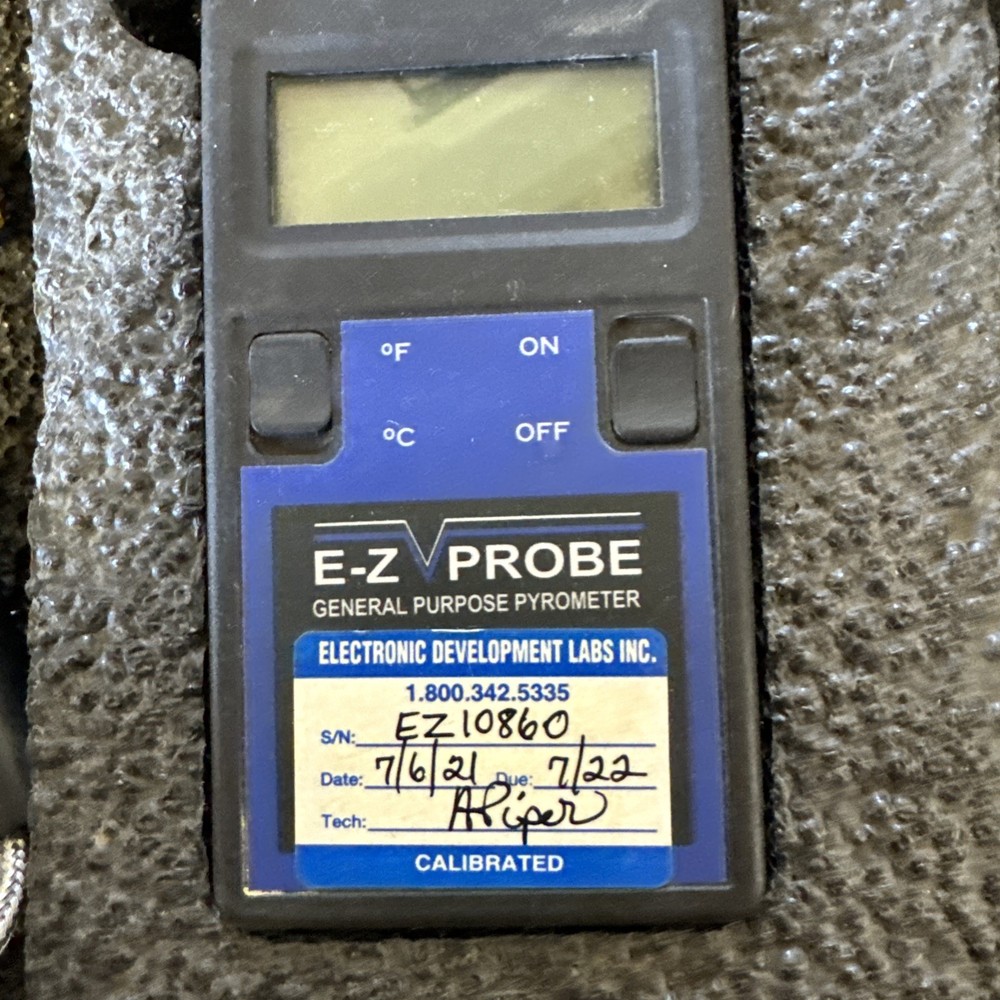 °F ON
°C OFF
E-Z PROBE
GENERAL PURPOSE PYROMETER
ELECTRONIC DEVELOPMENT LABS INC.
1.800.342.5335
S/N: EZ10860
Date: 7/6/21 Due: 7/22
Tech: APiper
CALIBRATED